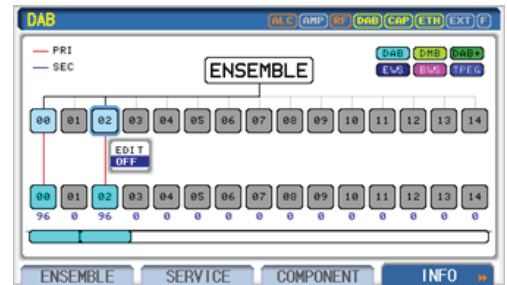 DAB ALC AMP RF DAB CAP ETH EXT F
PRI DAB DMB DAB+
SEC EWS BWS TPEG
ENSEMBLE
00 01 02 03 04 05 06 07 08 09 10 11 12 13 14
EDIT
OFF
00 01 02 03 04 05 06 07 08 09 10 11 12 13 14
96 0 96 0 0 0 0 0 0 0 0 0 0 0 0
ENSEMBLE SERVICE COMPONENT INFO